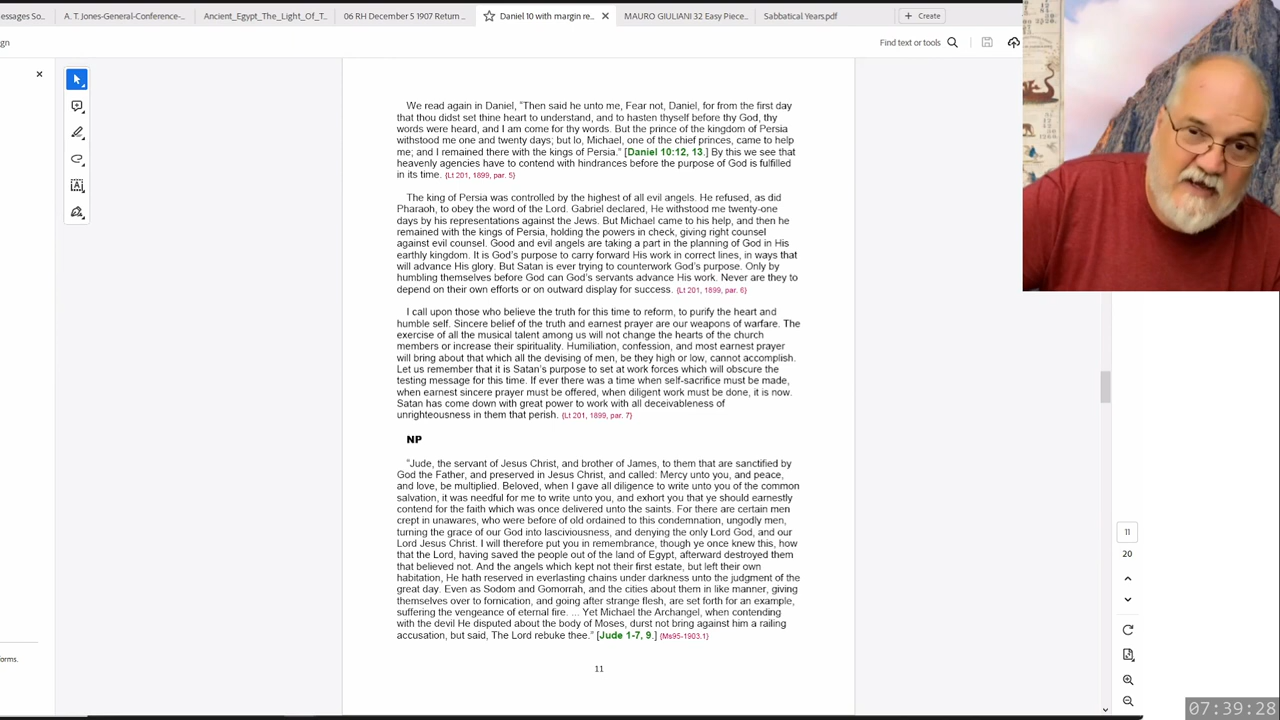 essages So...
A. T. Jones-General-Conference-...
Ancient_Egypt_The_Light_Of_T...
06 RH December 5 1907 Return ...
Daniel 10 with margin re...
MAURO GIULIANI 32 Easy Piece...
Sabbatical Years.pdf
Create
gn
Find text or tools
We read again in Daniel, “Then said he unto me, Fear not, Daniel, for from the first day
that thou didst set thine heart to understand, and to hasten thyself before thy God, thy
words were heard, and I am come for thy words. But the prince of the kingdom of Persia
withstood me one and twenty days; but lo, Michael, one of the chief princes, came to help
me; and I remained there with the kings of Persia.” [Daniel 10:12, 13.] By this we see that
heavenly agencies have to contend with hindrances before the purpose of God is fulfilled
in its time. {Lt 201, 1899, par. 5}
The king of Persia was controlled by the highest of all evil angels. He refused, as did
Pharaoh, to obey the word of the Lord. Gabriel declared, He withstood me twenty-one
days by his representations against the Jews. But Michael came to his help, and then he
remained with the kings of Persia, holding the powers in check, giving right counsel
against evil counsel. Good and evil angels are taking a part in the planning of God in His
earthly kingdom. It is God’s purpose to carry forward His work in correct lines, in ways that
will advance His glory. But Satan is ever trying to counterwork God’s purpose. Only by
humbling themselves before God can God’s servants advance His work. Never are they to
depend on their own efforts or on outward display for success. {Lt 201, 1899, par. 6}
I call upon those who believe the truth for this time to reform, to purify the heart and
humble self. Sincere belief of the truth and earnest prayer are our weapons of warfare. The
exercise of all the musical talent among us will not change the hearts of the church
members or increase their spirituality. Humiliation, confession, and most earnest prayer
will bring about that which all the devising of men, be they high or low, cannot accomplish.
Let us remember that it is Satan’s purpose to set at work forces which will obscure the
testing message for this time. If ever there was a time when self-sacrifice must be made,
when earnest sincere prayer must be offered, when diligent work must be done, it is now.
Satan has come down with great power to work with all deceivableness of
unrighteousness in them that perish. {Lt 201, 1899, par. 7}
NP
“Jude, the servant of Jesus Christ, and brother of James, to them that are sanctified by
God the Father, and preserved in Jesus Christ, and called: Mercy unto you, and peace,
and love, be multiplied. Beloved, when I gave all diligence to write unto you of the common
salvation, it was needful for me to write unto you, and exhort you that ye should earnestly
contend for the faith which was once delivered unto the saints. For there are certain men
crept in unawares, who were before of old ordained to this condemnation, ungodly men,
turning the grace of our God into lasciviousness, and denying the only Lord God, and our
Lord Jesus Christ. I will therefore put you in remembrance, though ye once knew this, how
that the Lord, having saved the people out of the land of Egypt, afterward destroyed them
that believed not. And the angels which kept not their first estate, but left their own
habitation, He hath reserved in everlasting chains under darkness unto the judgment of the
great day. Even as Sodom and Gomorrah, and the cities about them in like manner, giving
themselves over to fornication, and going after strange flesh, are set forth for an example,
suffering the vengeance of eternal fire. ... Yet Michael the Archangel, when contending
with the devil He disputed about the body of Moses, durst not bring against him a railing
accusation, but said, The Lord rebuke thee.” [Jude 1-7, 9.] {Ms95-1903.1}
11
11
20
orms.
07:39:28